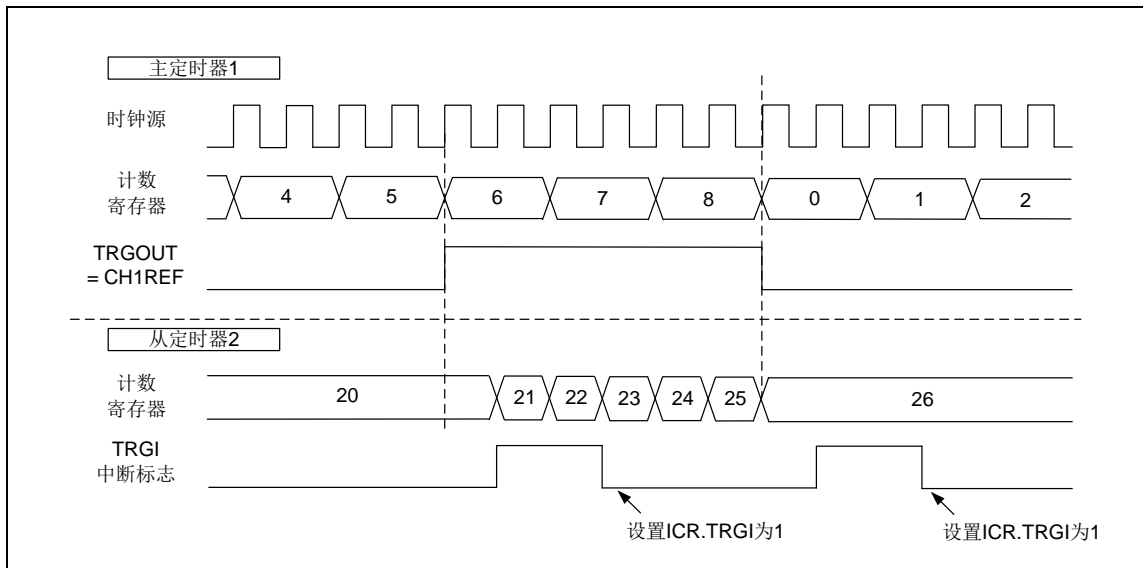 主定时器1
时钟源
计数
寄存器
4 5 6 7 8 0 1 2
TRGOUT
= CH1REF
从定时器2
计数
寄存器
20 21 22 23 24 25 26
TRGI
中断标志
设置ICR.TRGI为1
设置ICR.TRGI为1